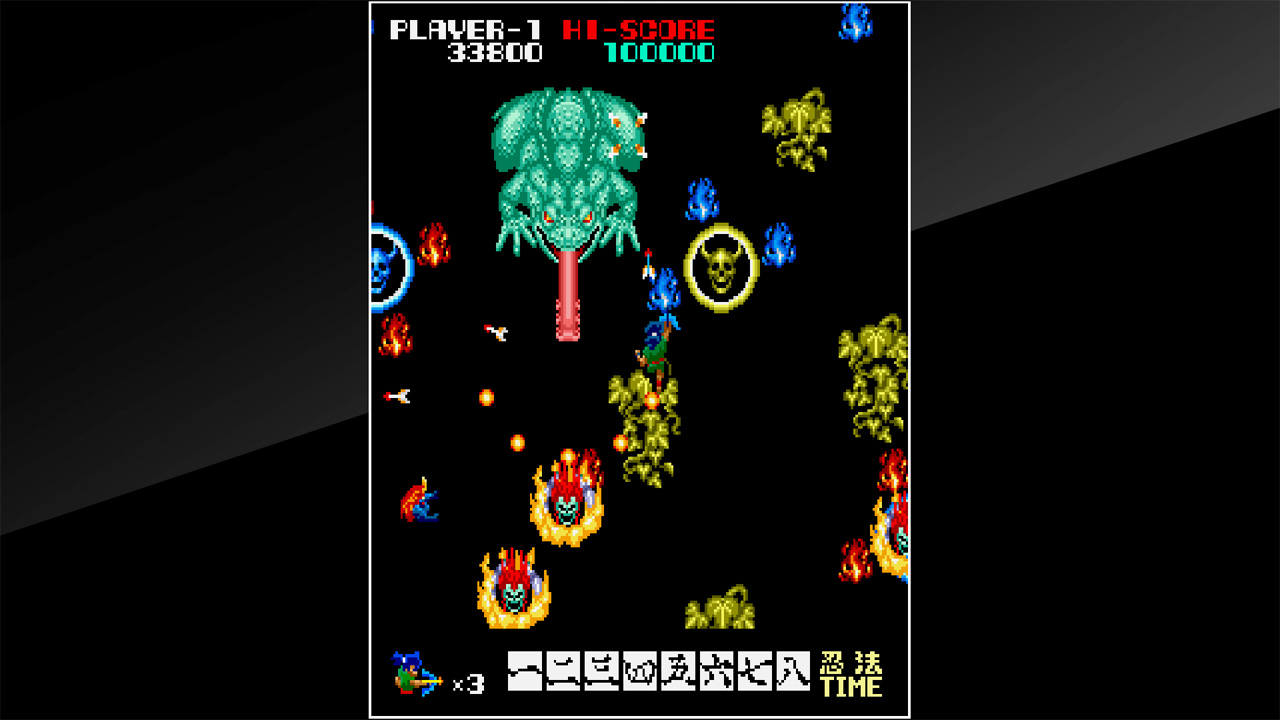 PLAYER-1 HI-SCORE
33800 100000
×3 一 二 三 四 五 六 七 八 忍法
TIME